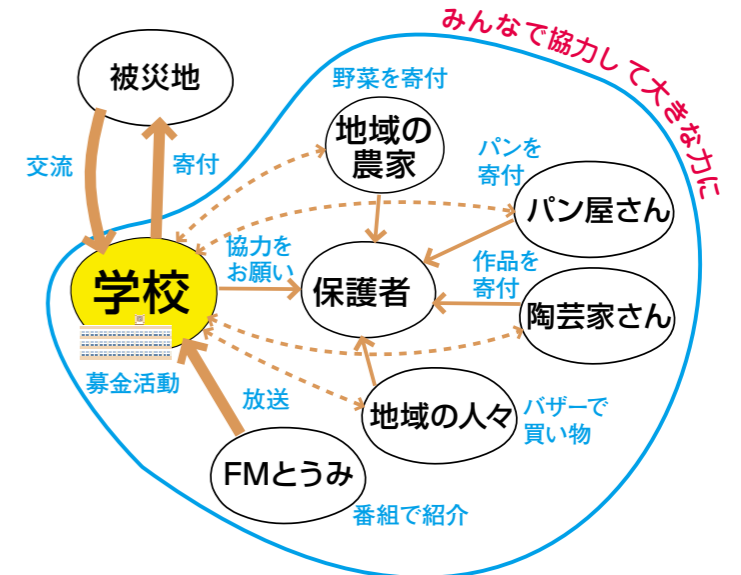 みんなで協力して大きな力に
被災地
野菜を寄付
地域の
農家
パンを
寄付
パン屋さん
交流
寄付
協力を
お願い
学校
保護者
作品を
寄付
陶芸家さん
募金活動
放送
地域の人々
バザーで
買い物
FMとうみ
番組で紹介